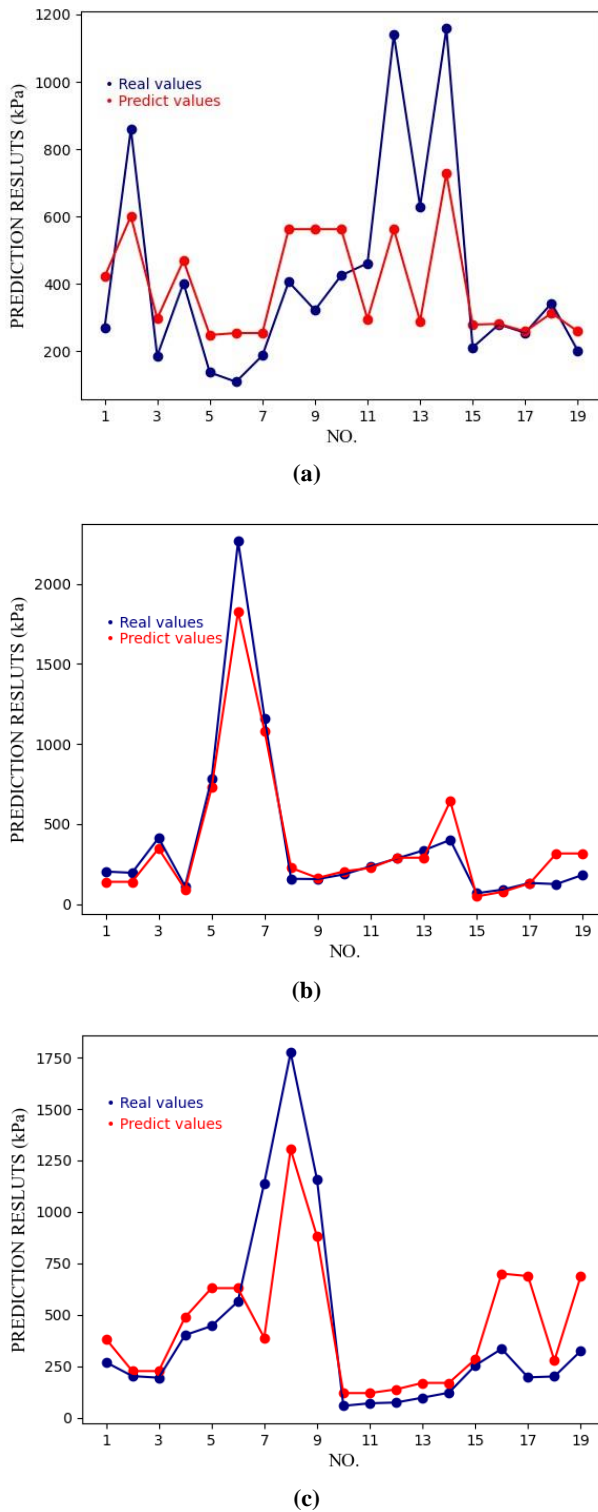 1200
1000
800
600
400
200
PREDICTION RESLUTS (kPa)
• Real values
• Predict values
1 3 5 7 9 11 13 15 17 19
NO.
(a)
2000
1500
1000
500
0
PREDICTION RESLUTS (kPa)
• Real values
• Predict values
1 3 5 7 9 11 13 15 17 19
NO.
(b)
1750
1500
1250
1000
750
500
250
0
PREDICTION RESLUTS (kPa)
• Real values
• Predict values
1 3 5 7 9 11 13 15 17 19
NO.
(c)